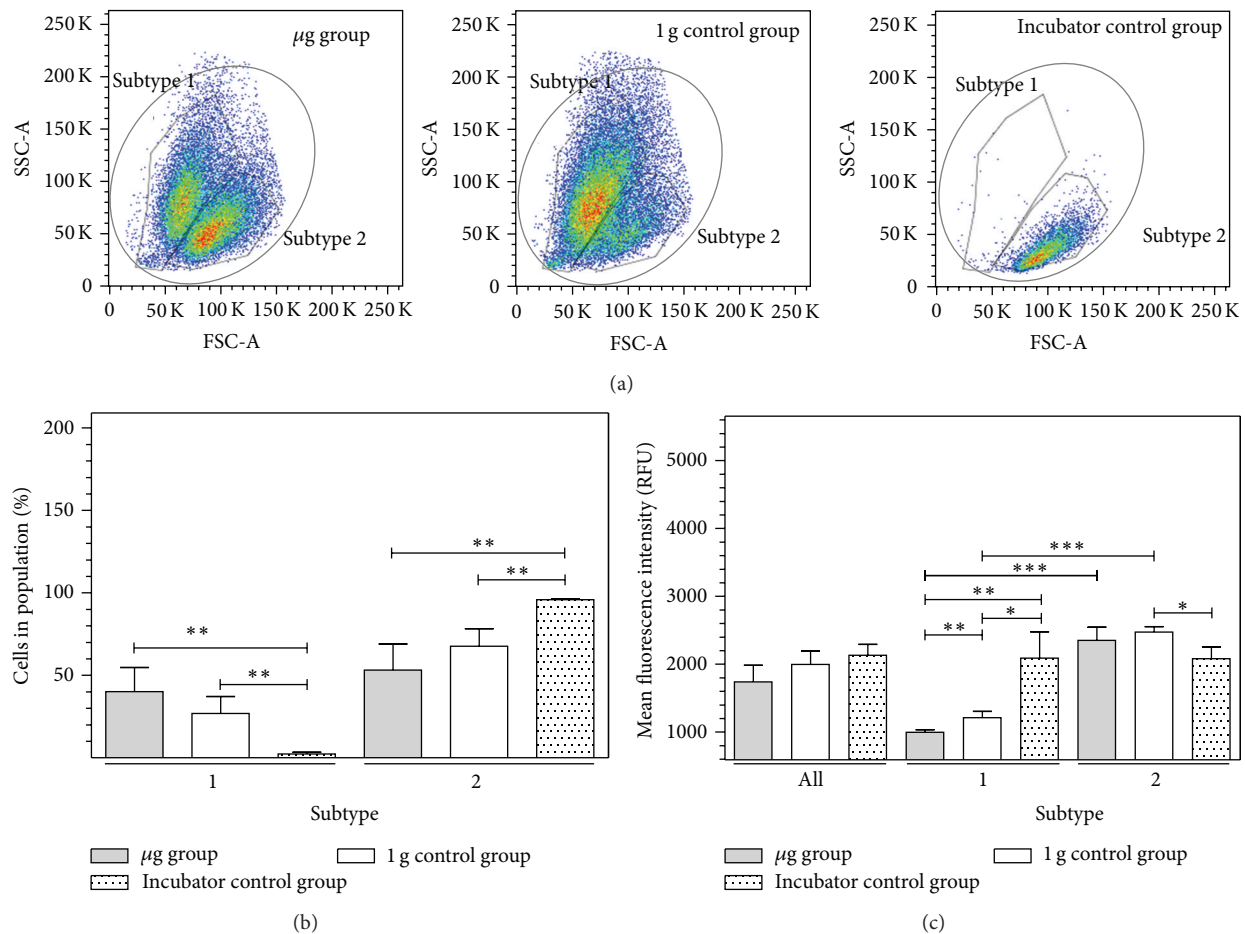 250 K
200 K
150 K
100 K
50 K
0
SSC-A
μg group
Subtype 1
Subtype 2
0 50 K 100 K 150 K 200 K 250 K
FSC-A
250 K
200 K
150 K
100 K
50 K
0
SSC-A
1 g control group
Subtype 1
Subtype 2
0 50 K 100 K 150 K 200 K 250 K
FSC-A
250 K
200 K
150 K
100 K
50 K
0
SSC-A
Incubator control group
Subtype 1
Subtype 2
0 50 K 100 K 150 K 200 K 250 K
FSC-A
(a)
200
150
100
50
Cells in population (%)
**
**
**
**
1 2
Subtype
μg group
1 g control group
Incubator control group
(b)
5000
4000
3000
2000
1000
Mean fluorescence intensity (RFU)
***
***
**
*
**
*
All 1 2
Subtype
μg group
1 g control group
Incubator control group
(c)